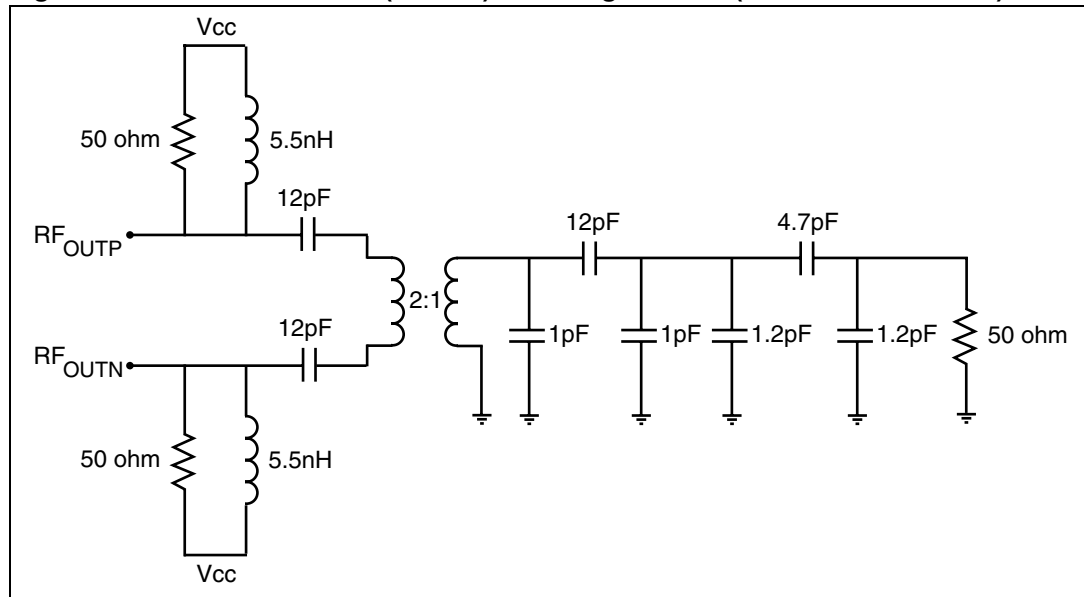 Vcc
50 ohm
5.5nH
12pF
RFOUTP
2:1
12pF
4.7pF
1pF
1pF
1.2pF
1.2pF
50 ohm
12pF
RFOUTN
50 ohm
5.5nH
Vcc